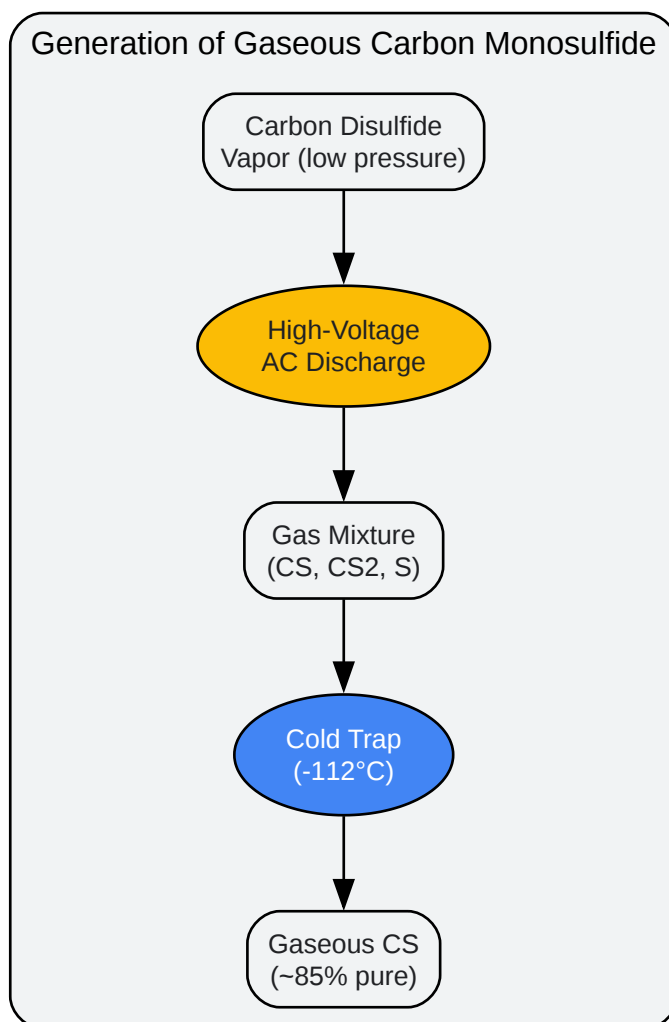 Generation of Gaseous Carbon Monosulfide
Carbon Disulfide
Vapor (low pressure)
High-Voltage
AC Discharge
Gas Mixture
(CS, CS2, S)
Cold Trap
(-112°C)
Gaseous CS
(~85% pure)